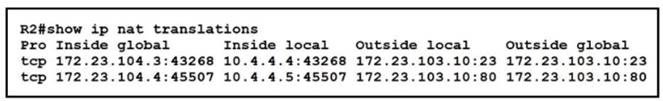 R2#show ip nat translations
Pro Inside global Inside local Outside local Outside global
tcp 172.23.104.3:43268 10.4.4.4:43268 172.23.103.10:23 172.23.103.10:23
tcp 172.23.104.4:45507 10.4.4.5:45507 172.23.103.10:80 172.23.103.10:80